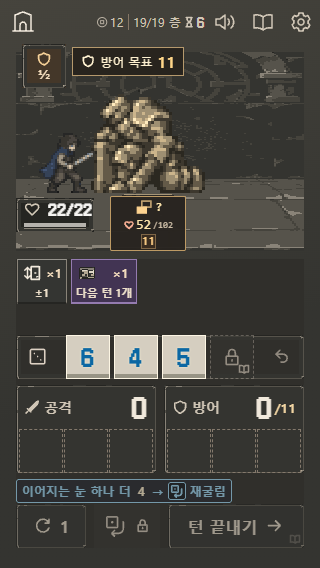 12 19/19 층 6
½ 방어 목표 11
22/22
?
52/102
11
×1 ×1
±1 다음 턴 1개
6 4 5
공격 0 방어 0/11
이어지는 눈 하나 더 4 → 재굴림
1 턴 끝내기 →